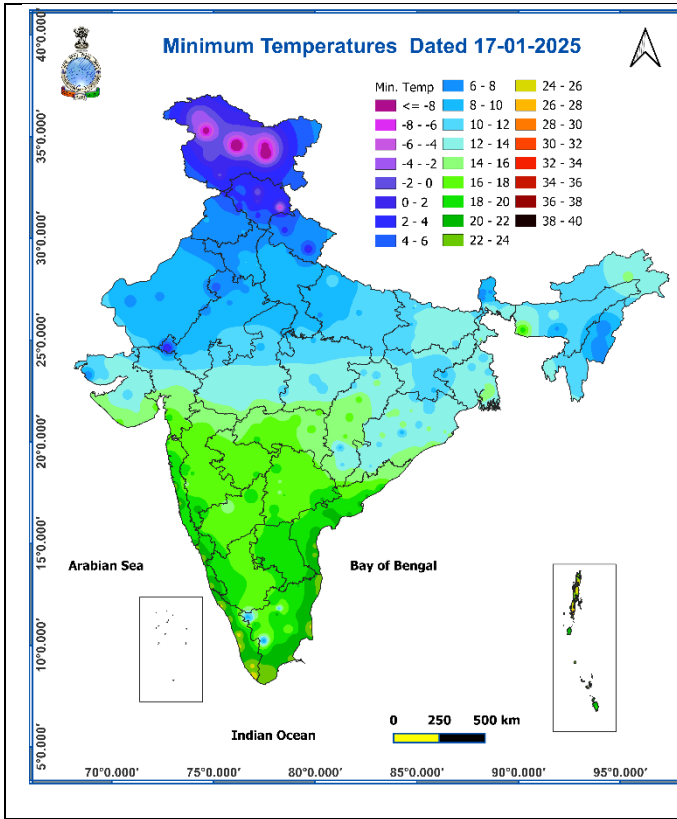 Minimum Temperatures Dated 17-01-2025
Min. Temp
<= -8
-8 - -6
-6 - -4
-4 - -2
-2 - 0
0 - 2
2 - 4
4 - 6
6 - 8
8 - 10
10 - 12
12 - 14
14 - 16
16 - 18
18 - 20
20 - 22
22 - 24
24 - 26
26 - 28
28 - 30
30 - 32
32 - 34
34 - 36
36 - 38
38 - 40
40°0.000'
35°0.000'
30°0.000'
25°0.000'
20°0.000'
15°0.000'
10°0.000'
5°0.000'
Arabian Sea
Bay of Bengal
Indian Ocean
0 250 500 km
70°0.000' 75°0.000' 80°0.000' 85°0.000' 90°0.000' 95°0.000'